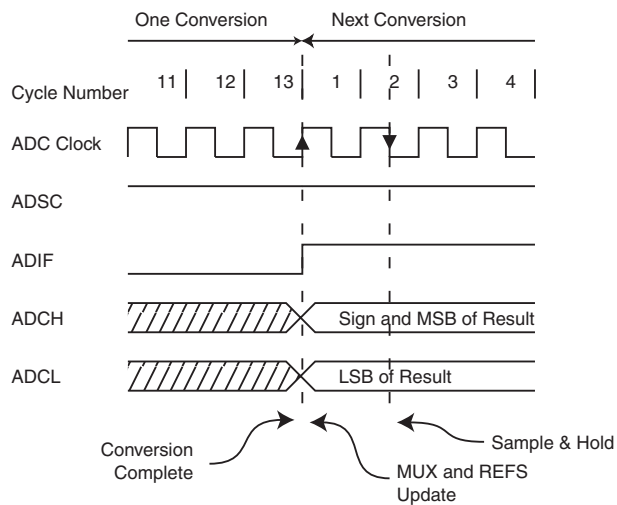 One Conversion Next Conversion
Cycle Number 11 12 13 1 2 3 4
ADC Clock
ADSC
ADIF
ADCH Sign and MSB of Result
ADCL LSB of Result
Conversion
Complete
MUX and REFS
Update
Sample & Hold